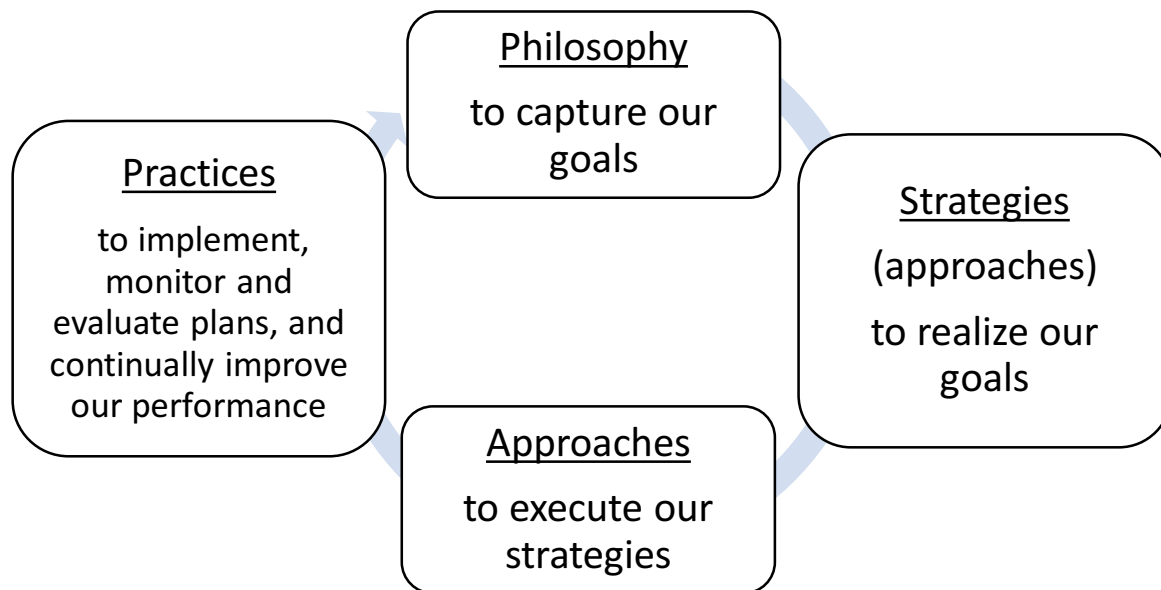 Philosophy
to capture our
goals
Strategies
(approaches)
to realize our
goals
Approaches
to execute our
strategies
Practices
to implement,
monitor and
evaluate plans, and
continually improve
our performance